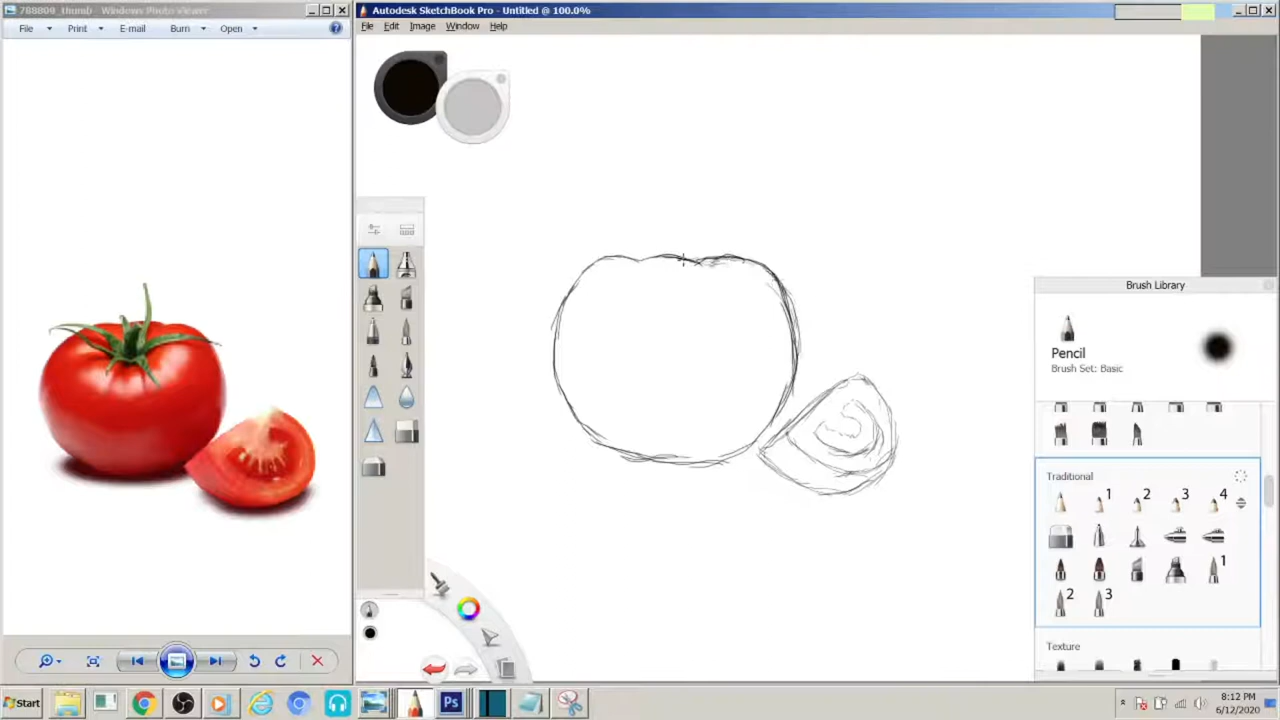 788809_thumb - Windows Photo Viewer
File Print E-mail Burn Open
Autodesk SketchBook Pro - Untitled @ 100.0%
File Edit Image Window Help
Brush Library
Pencil
Brush Set: Basic
Traditional
1 2 3 4
1
2 3
Texture
Ps
Start
8:12 PM
6/12/2020